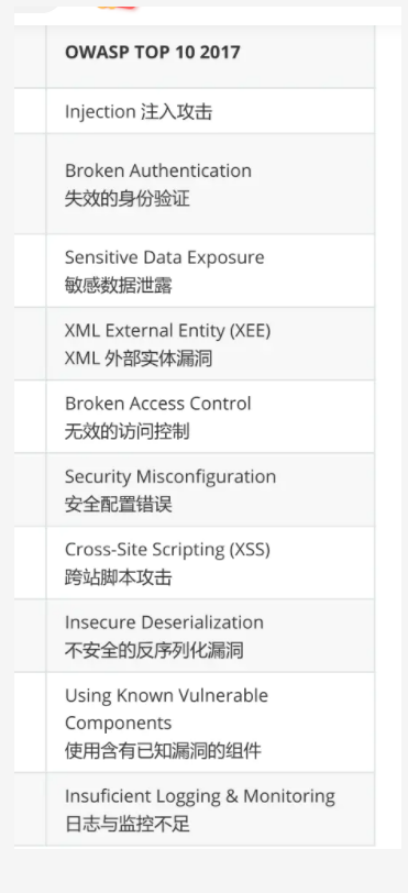 OWASP TOP 10 2017
Injection 注入攻击
Broken Authentication
失效的身份验证
Sensitive Data Exposure
敏感数据泄露
XML External Entity (XEE)
XML 外部实体漏洞
Broken Access Control
无效的访问控制
Security Misconfiguration
安全配置错误
Cross-Site Scripting (XSS)
跨站脚本攻击
Insecure Deserialization
不安全的反序列化漏洞
Using Known Vulnerable
Components
使用含有已知漏洞的组件
Insuficient Logging & Monitoring
日志与监控不足